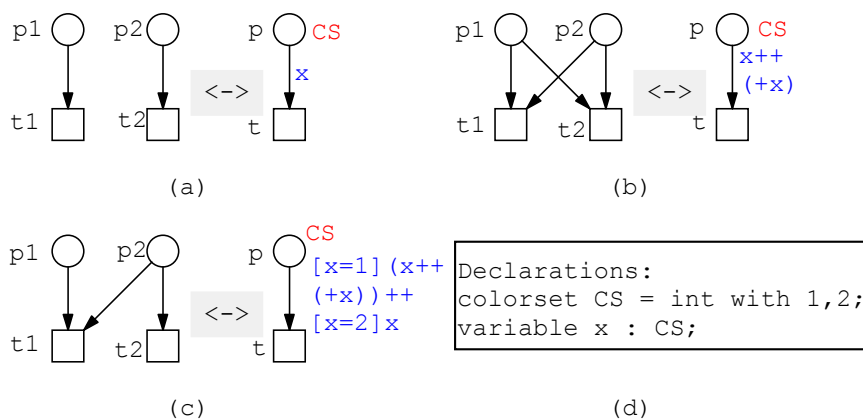 p1 p2 p CS
x
<->
t1 t2 t
(a)
p1 p2 p CS
x++
(+x)
<->
t1 t2 t
(b)
p1 p2 p CS
[x=1](x++
(+x))++
[x=2]x
<->
t1 t2 t
(c)
Declarations:
colorset CS = int with 1,2;
variable x : CS;
(d)